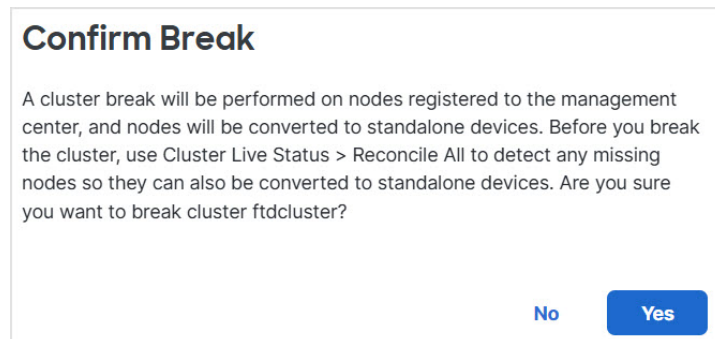 Confirm Break
A cluster break will be performed on nodes registered to the management
center, and nodes will be converted to standalone devices. Before you break
the cluster, use Cluster Live Status > Reconcile All to detect any missing
nodes so they can also be converted to standalone devices. Are you sure
you want to break cluster ftdcluster?
No
Yes